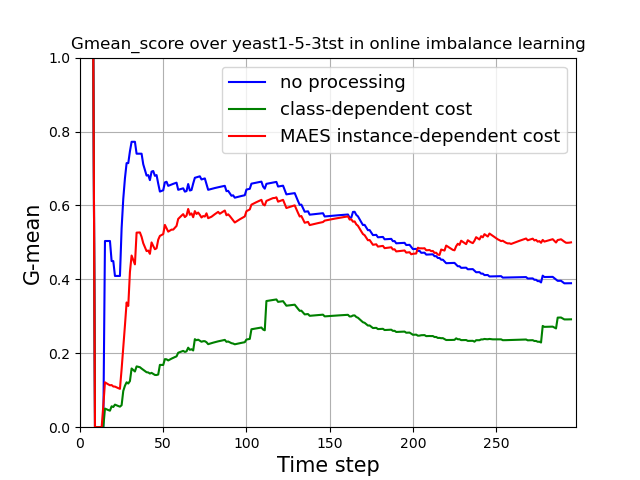 Gmean_score over yeast1-5-3tst in online imbalance learning
no processing
class-dependent cost
MAES instance-dependent cost
G-mean
1.0
0.8
0.6
0.4
0.2
0.0
0 50 100 150 200 250
Time step